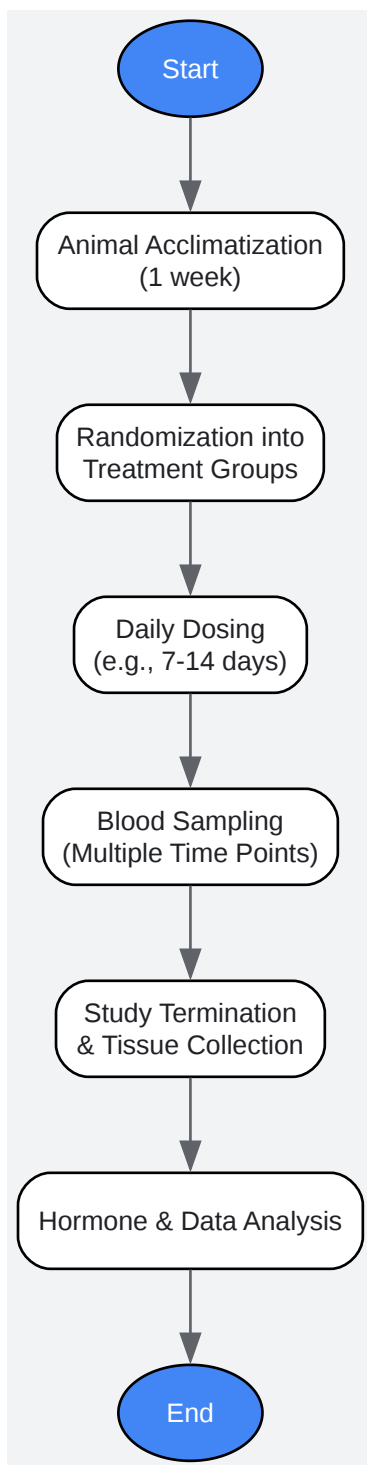 Start
Animal Acclimatization
(1 week)
Randomization into
Treatment Groups
Daily Dosing
(e.g., 7-14 days)
Blood Sampling
(Multiple Time Points)
Study Termination
& Tissue Collection
Hormone & Data Analysis
End